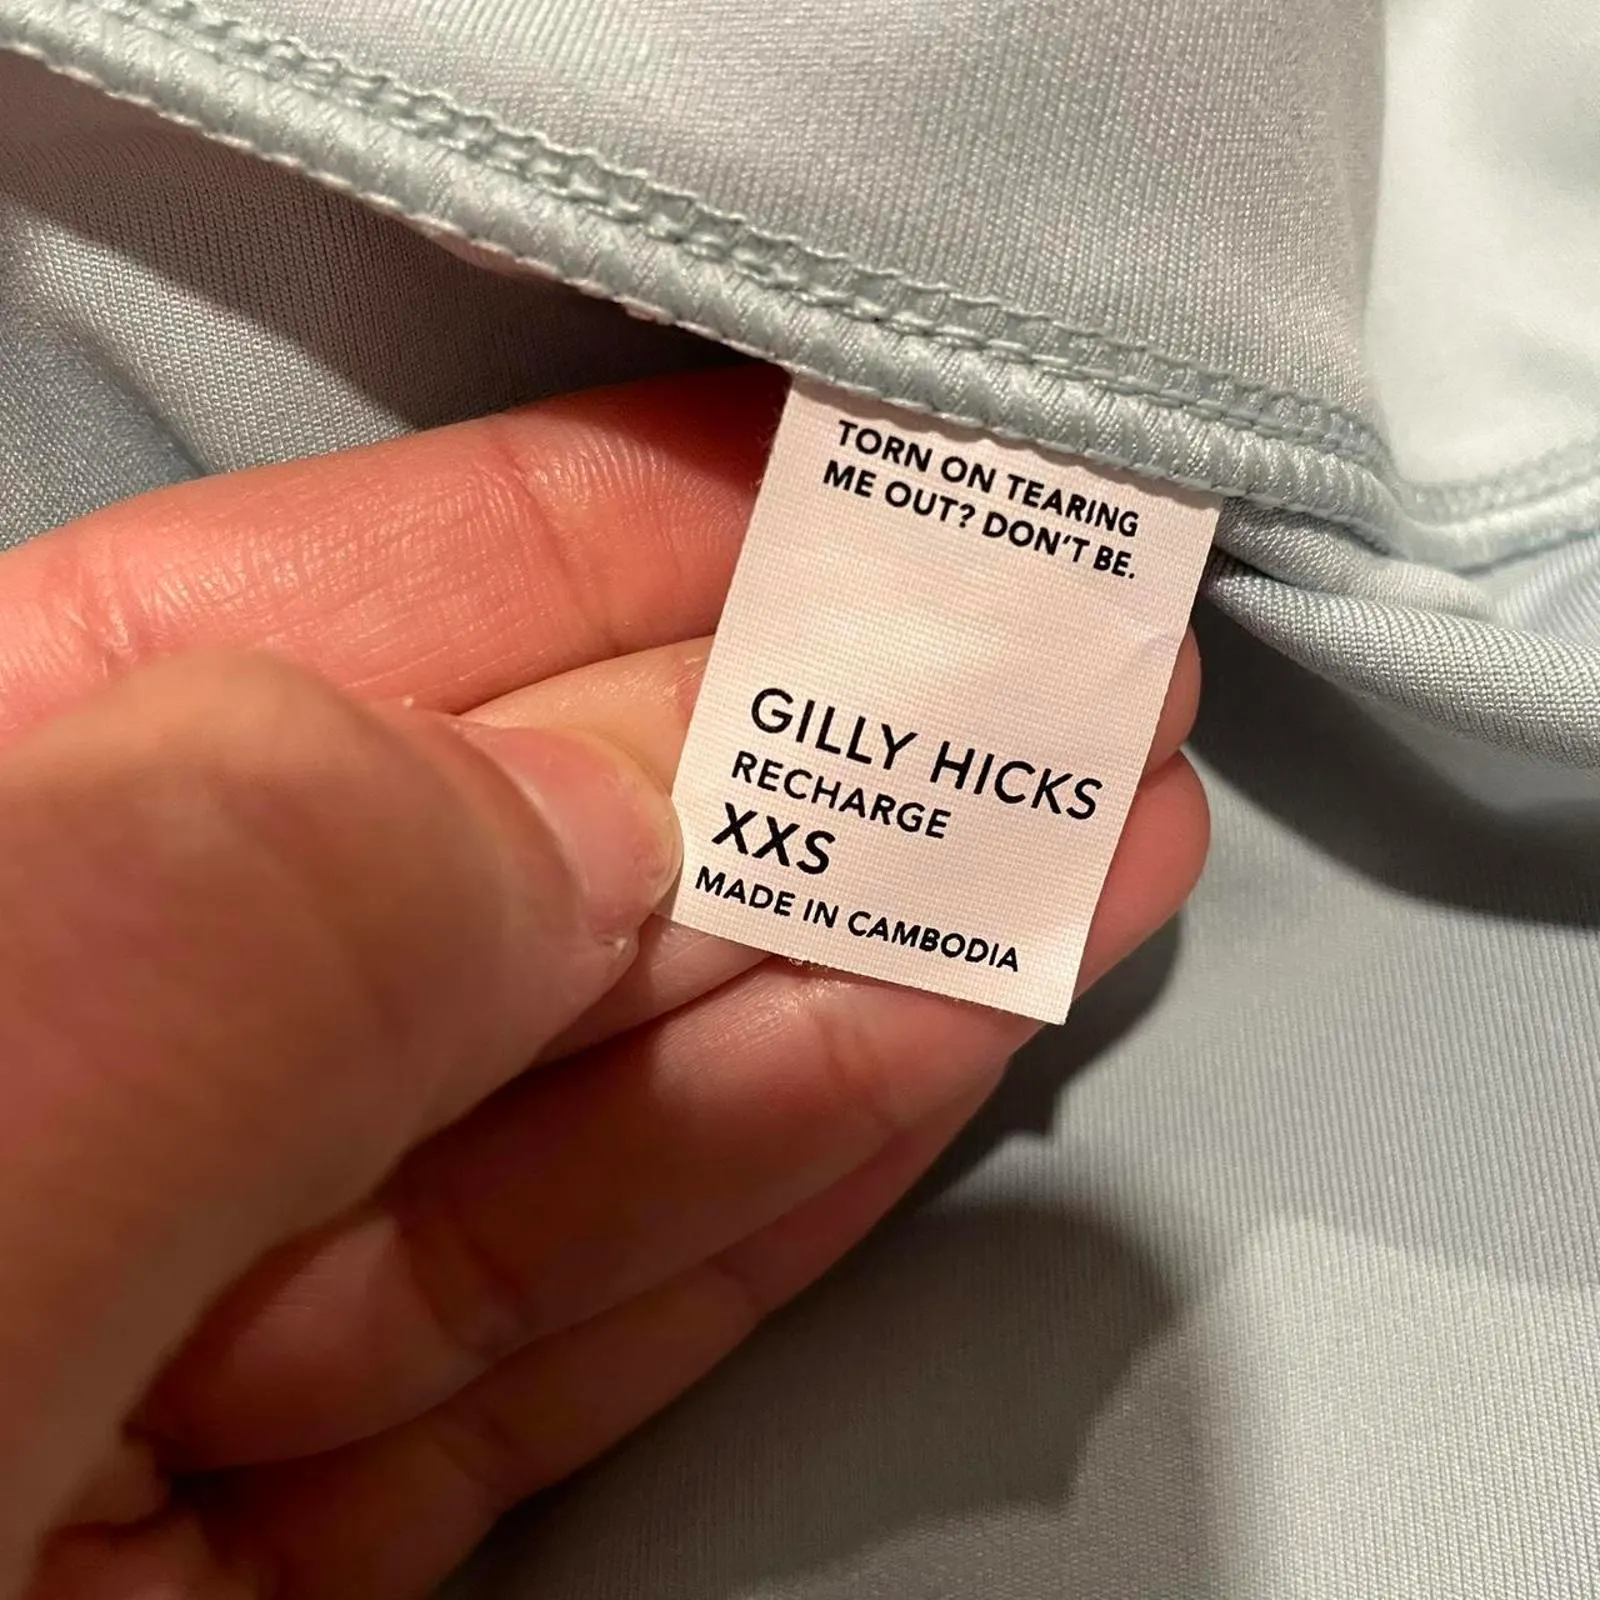 TORN ON TEARING
ME OUT? DON'T BE.
GILLY HICKS
RECHARGE
XXS
MADE IN CAMBODIA